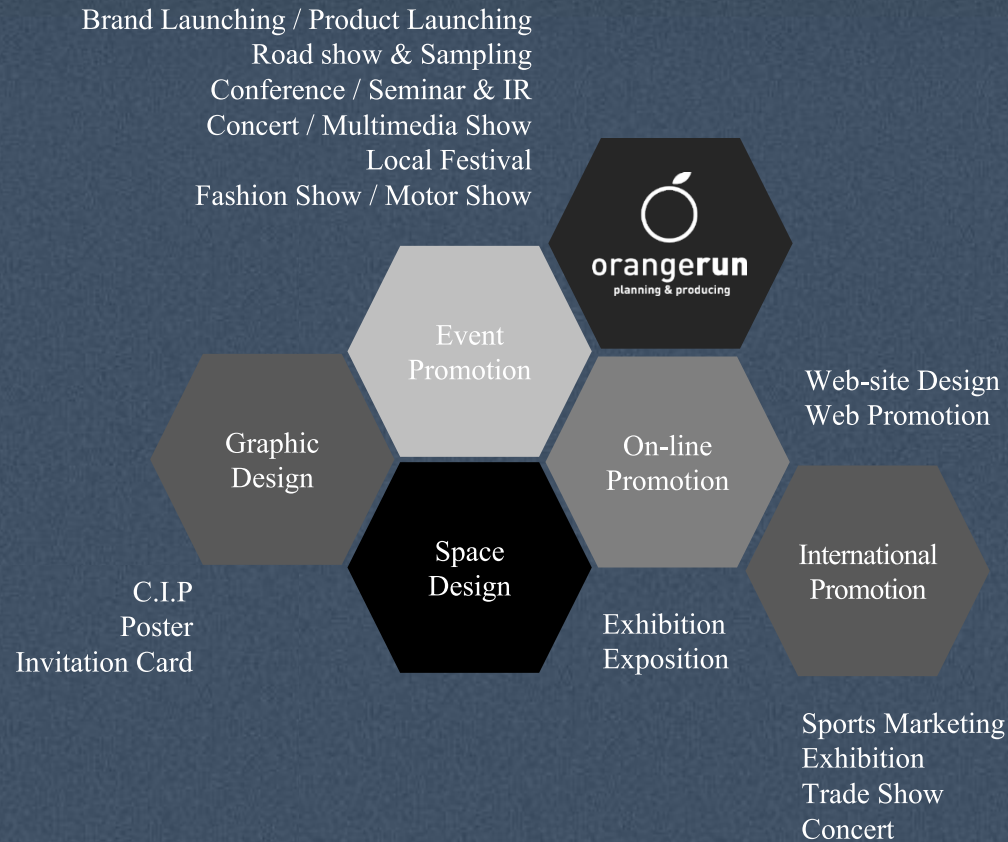 Brand Launching / Product Launching
Road show & Sampling
Conference / Seminar & IR
Concert / Multimedia Show
Local Festival
Fashion Show / Motor Show
orangerun
planning & producing
Event
Promotion
Graphic
Design
On-line
Promotion
Web-site Design
Web Promotion
Space
Design
International
Promotion
C.I.P
Poster
Invitation Card
Exhibition
Exposition
Sports Marketing
Exhibition
Trade Show
Concert